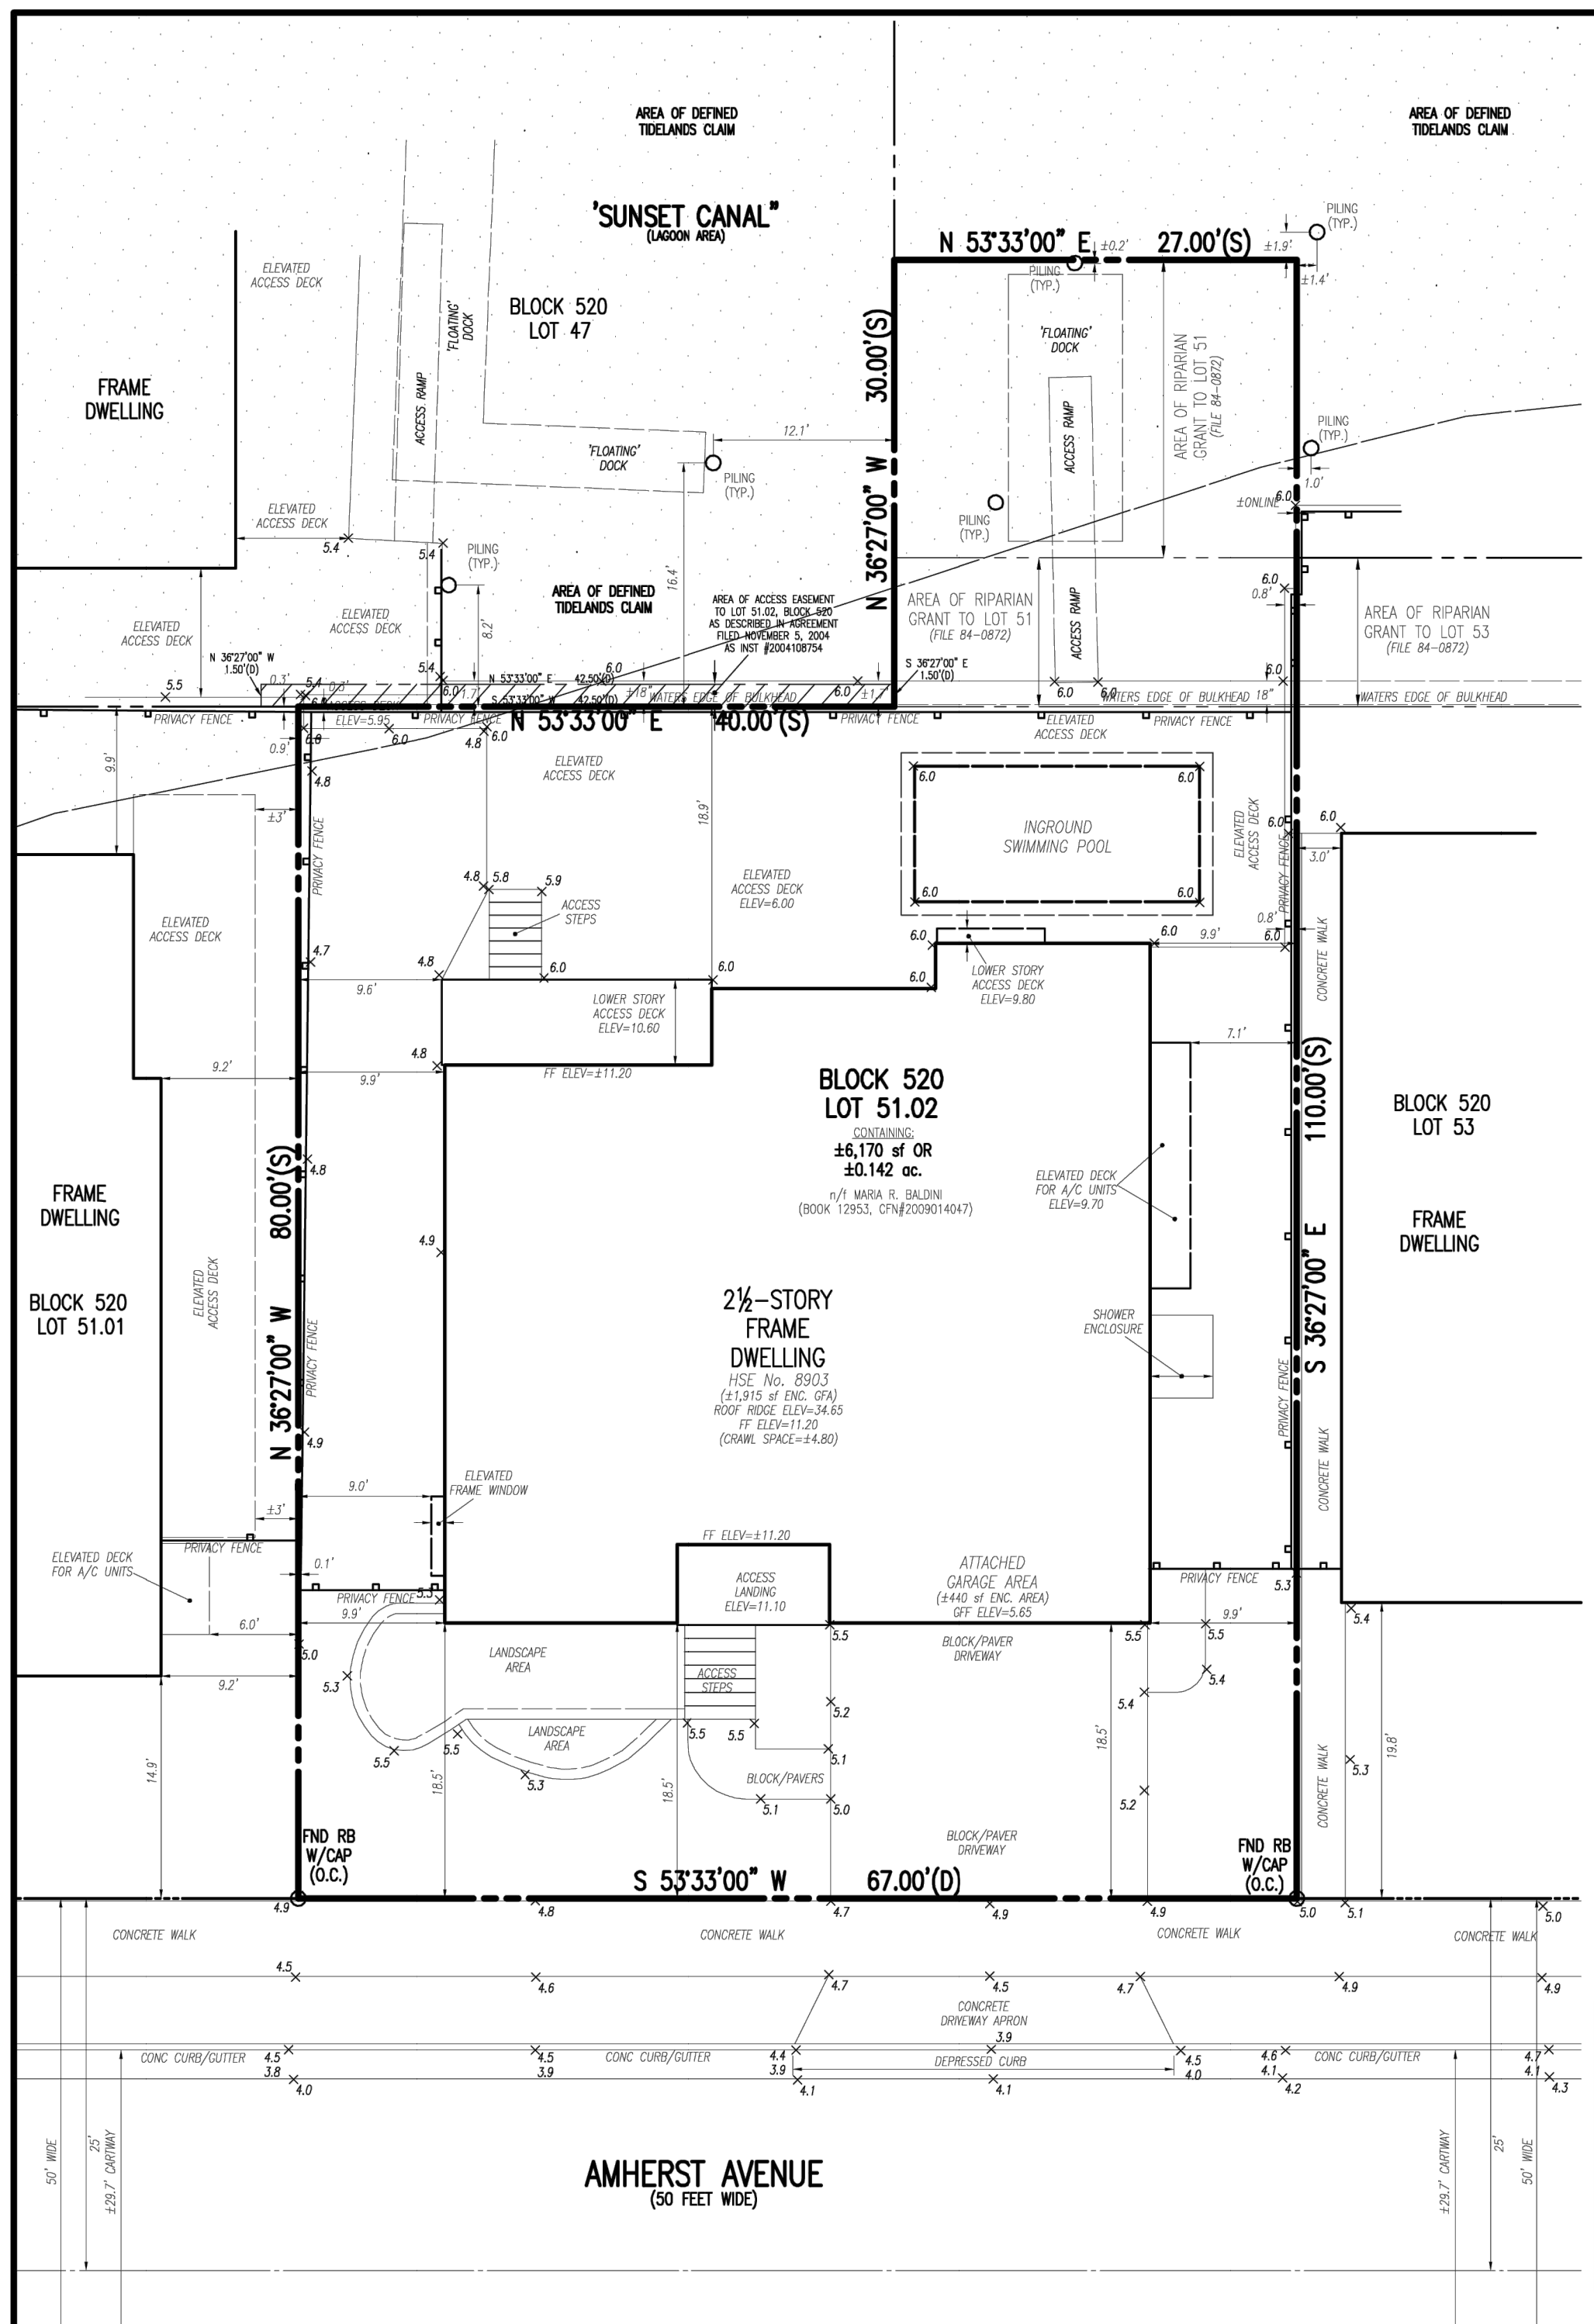 AREA OF DEFINED
TIDELANDS CLAIM
AREA OF DEFINED
TIDELANDS CLAIM
'SUNSET CANAL"
(LAGOON AREA)
N 53°33'00" E
±0.2'
27.00'(S)
±1.9'
PILING
(TYP.)
±1.4'
PILING
(TYP.)
ELEVATED
ACCESS DECK
BLOCK 520
LOT 47
'FLOATING'
DOCK
ACCESS RAMP
FRAME
DWELLING
30.00'(S)
N 36°27'00" W
'FLOATING'
DOCK
ACCESS RAMP
AREA OF RIPARIAN
GRANT TO LOT 51
(FILE 84-0872)
PILING
(TYP.)
1.0'
12.1'
'FLOATING'
DOCK
PILING
(TYP.)
PILING
(TYP.)
±ONLINE
6.0
ELEVATED
ACCESS DECK
5.4
5.4
PILING
(TYP.)
16.4'
8.2'
AREA OF DEFINED
TIDELANDS CLAIM
AREA OF ACCESS EASEMENT
TO LOT 51.02, BLOCK 520
AS DESCRIBED IN AGREEMENT
FILED NOVEMBER 5, 2004
AS INST #2004108754
AREA OF RIPARIAN
GRANT TO LOT 51
(FILE 84-0872)
ACCESS RAMP
6.0
0.8'
AREA OF RIPARIAN
GRANT TO LOT 53
(FILE 84-0872)
ELEVATED
ACCESS DECK
ELEVATED
ACCESS DECK
N 36°27'00" W
1.50'(D)
S 36°27'00" E
1.50'(D)
5.5
0.3'
5.4
0.3'
5.4
6.0
1.7'
N 53°33'00" E 42.50'(D)
S 53°33'00" W 42.50'(D)
6.0
±18"
WATERS EDGE OF BULKHEAD
6.0
±1.7'
6.0
6.0
6.0
WATERS EDGE OF BULKHEAD 18"
WATERS EDGE OF BULKHEAD
PRIVACY FENCE
ELEV=5.95
PRIVACY FENCE
N 53°33'00" E 40.00'(S)
PRIVACY FENCE
ELEVATED
ACCESS DECK
PRIVACY FENCE
9.9'
0.9'
6.0
4.8
6.0
4.8
±3'
PRIVACY FENCE
ELEVATED
ACCESS DECK
18.9'
6.0
6.0
INGROUND
SWIMMING POOL
6.0
6.0
ELEVATED
ACCESS DECK
6.0
6.0
3.0'
PRIVACY FENCE
CONCRETE WALK
ELEVATED
ACCESS DECK
4.7
4.8
5.8
5.9
ACCESS
STEPS
ELEVATED
ACCESS DECK
ELEV=6.00
0.8'
6.0
6.0
9.9'
6.0
4.8
6.0
6.0
6.0
LOWER STORY
ACCESS DECK
ELEV=9.80
9.6'
LOWER STORY
ACCESS DECK
ELEV=10.60
9.2'
4.8
9.9'
FF ELEV=±11.20
7.1'
BLOCK 520
LOT 51.02
CONTAINING:
±6,170 sf OR
±0.142 ac.
n/f MARIA R. BALDINI
(BOOK 12953, CFN#2009014047)
ELEVATED DECK
FOR A/C UNITS
ELEV=9.70
110.00'(S)
S 36°27'00" E
BLOCK 520
LOT 53
FRAME
DWELLING
FRAME
DWELLING
BLOCK 520
LOT 51.01
ELEVATED
ACCESS DECK
80.00'(S)
N 36°27'00" W
4.8
4.9
PRIVACY FENCE
4.9
2½-STORY
FRAME
DWELLING
HSE No. 8903
(±1,915 sf ENC. GFA)
ROOF RIDGE ELEV=34.65
FF ELEV=11.20
(CRAWL SPACE=±4.80)
SHOWER
ENCLOSURE
PRIVACY FENCE
CONCRETE WALK
9.0'
ELEVATED
FRAME WINDOW
±3'
PRIVACY FENCE
ELEVATED DECK
FOR A/C UNITS
0.1'
PRIVACY FENCE
5.3
FF ELEV=±11.20
ACCESS
LANDING
ELEV=11.10
ATTACHED
GARAGE AREA
(±440 sf ENC. AREA)
GFF ELEV=5.65
PRIVACY FENCE
5.3
6.0'
9.9'
5.0
9.2'
5.3
LANDSCAPE
AREA
ACCESS
STEPS
5.5
BLOCK/PAVER
DRIVEWAY
5.5
5.5
9.9'
5.4
5.4
5.4
5.2
5.5
5.5
LANDSCAPE
AREA
5.5
5.5
5.1
5.3
BLOCK/PAVERS
5.1
5.0
5.2
5.3
14.9'
18.5'
18.5'
18.5'
19.8'
CONCRETE WALK
FND RB
W/CAP
(O.C.)
BLOCK/PAVER
DRIVEWAY
FND RB
W/CAP
(O.C.)
S 53°33'00" W 67.00'(D)
4.9
4.8
4.7
4.9
4.9
5.0
5.1
5.0
CONCRETE WALK
CONCRETE WALK
CONCRETE WALK
CONCRETE WALK
4.5
4.6
4.7
4.5
4.7
4.9
4.9
CONCRETE
DRIVEWAY APRON
3.9
CONC CURB/GUTTER
4.5
3.8
4.0
4.5
3.9
CONC CURB/GUTTER
4.4
3.9
4.1
DEPRESSED CURB
4.1
4.5
4.0
4.6
4.1
4.2
CONC CURB/GUTTER
4.7
4.1
4.3
50' WIDE
25'
±29.7' CARTWAY
AMHERST AVENUE
(50 FEET WIDE)
±29.7' CARTWAY
25'
50' WIDE